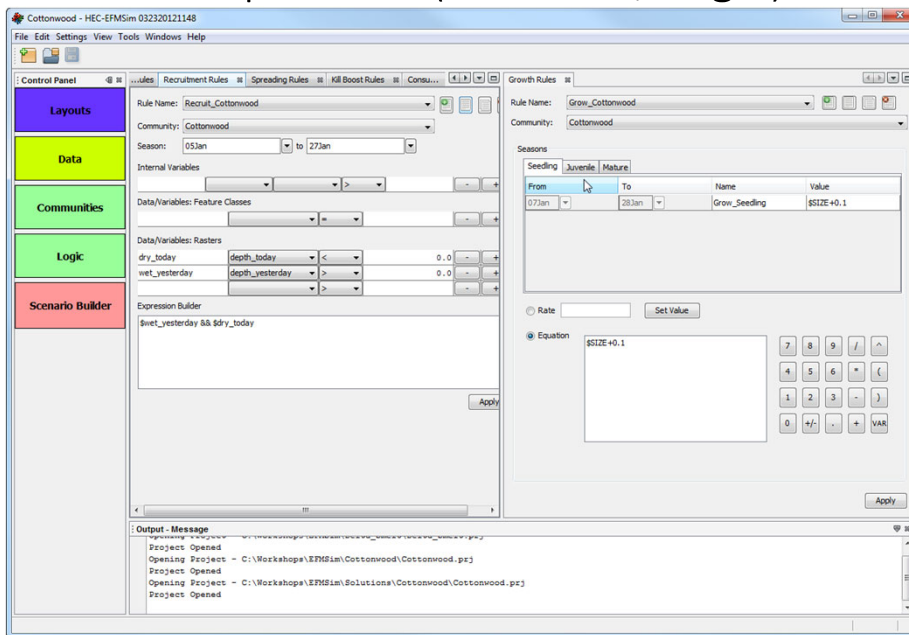 Cottonwood - HEC-EFMSim 032320121148
File Edit Settings View Tools Windows Help
Control Panel
Layouts
Data
Communities
Logic
Scenario Builder
...ules Recruitment Rules Spreading Rules Kill Boost Rules Consu...
Rule Name: Recruit_Cottonwood
Community: Cottonwood
Season: 05Jan to 27Jan
Internal Variables
> - +
Data/Variables: Feature Classes
= - +
Data/Variables: Rasters
dry_today depth_today < 0.0 - +
wet_yesterday depth_yesterday > 0.0 - +
> - +
Expression Builder
$wet_yesterday && $dry_today
Apply
Growth Rules
Rule Name: Grow_Cottonwood
Community: Cottonwood
Seasons
Seedling Juvenile Mature
From To Name Value
07Jan 28Jan Grow_Seedling $SIZE+0.1
Rate Set Value
Equation
$SIZE+0.1
7 8 9 / ^
4 5 6 * (
1 2 3 - )
0 +/- . + VAR
Apply
Output - Message
Project Opened
Opening Project - C:\Workshops\EFMSim\Cottonwood\Cottonwood.prj
Project Opened
Opening Project - C:\Workshops\EFMSim\Solutions\Cottonwood\Cottonwood.prj
Project Opened